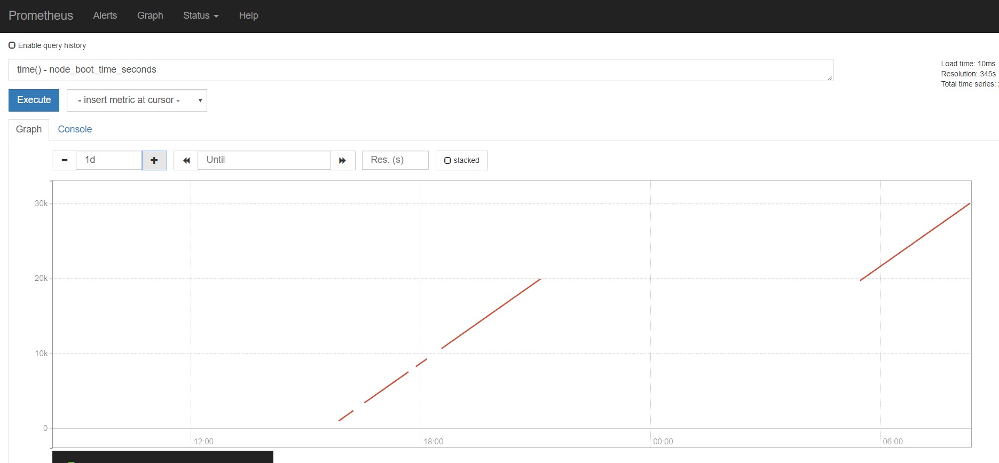 Prometheus Alerts Graph Status Help
Enable query history
time() - node_boot_time_seconds
Load time: 10ms
Resolution: 345s
Total time series:
Execute - insert metric at cursor -
Graph Console
1d Until Res. (s) stacked
30k
20k
10k
0
12:00 18:00 00:00 06:00